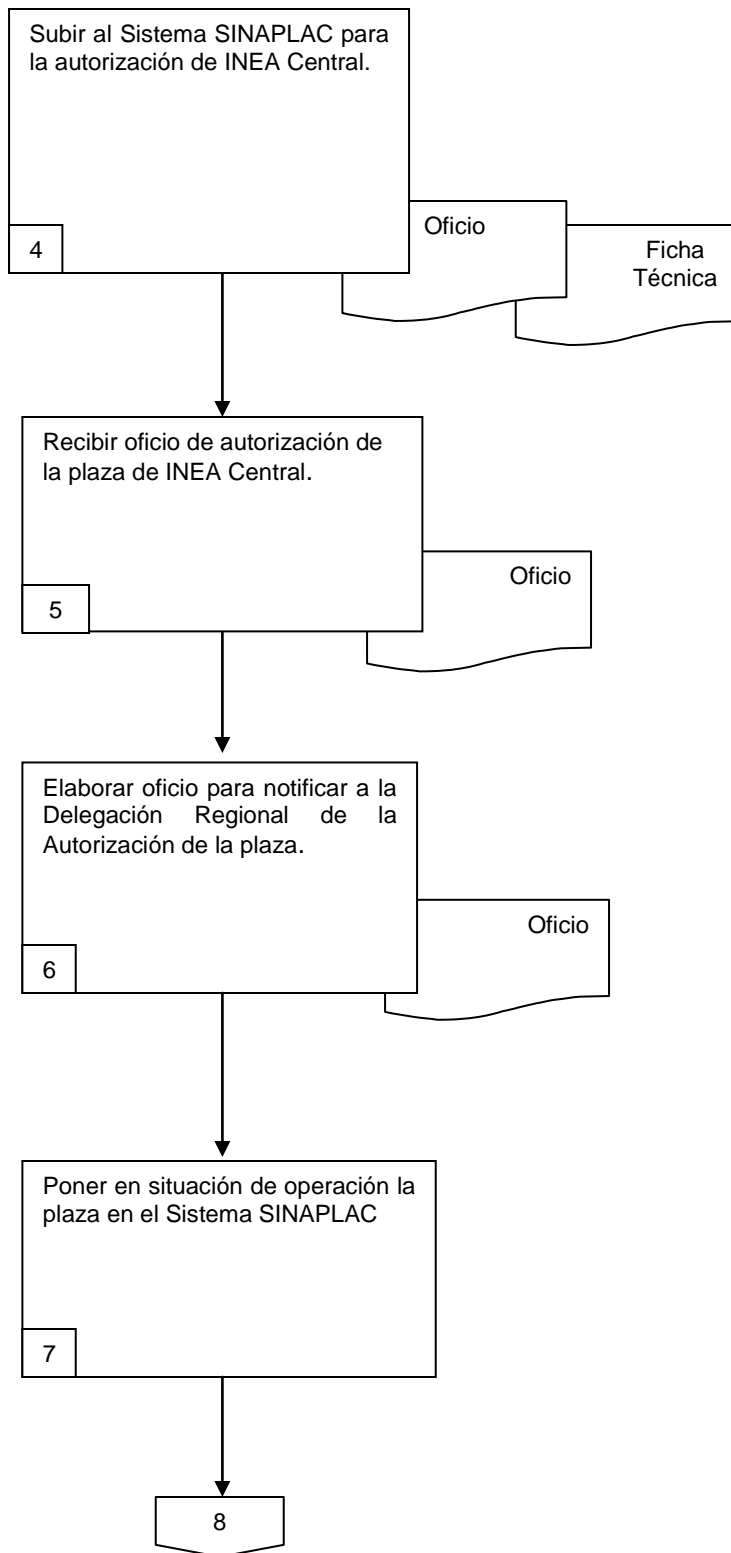 Subir al Sistema SINAPLAC para
la autorización de INEA Central.
4
Oficio
Ficha
Técnica
Recibir oficio de autorización de
la plaza de INEA Central.
5
Oficio
Elaborar oficio para notificar a la
Delegación Regional de la
Autorización de la plaza.
6
Oficio
Poner en situación de operación la
plaza en el Sistema SINAPLAC
7
8